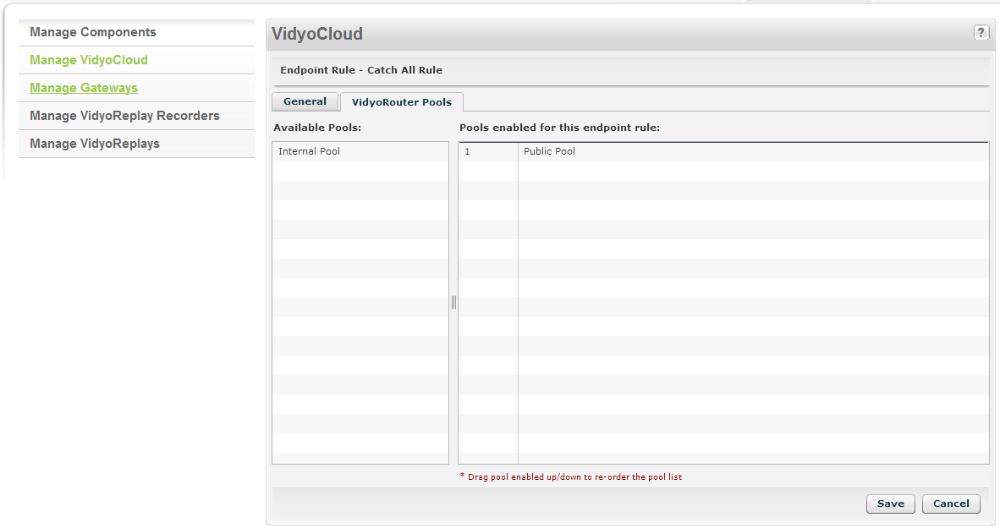 Manage Components
Manage VidyoCloud
Manage Gateways
Manage VidyoReplay Recorders
Manage VidyoReplays
VidyoCloud
?
Endpoint Rule - Catch All Rule
General
VidyoRouter Pools
Available Pools:
Pools enabled for this endpoint rule:
Internal Pool
1 Public Pool
* Drag pool enabled up/down to re-order the pool list
Save
Cancel